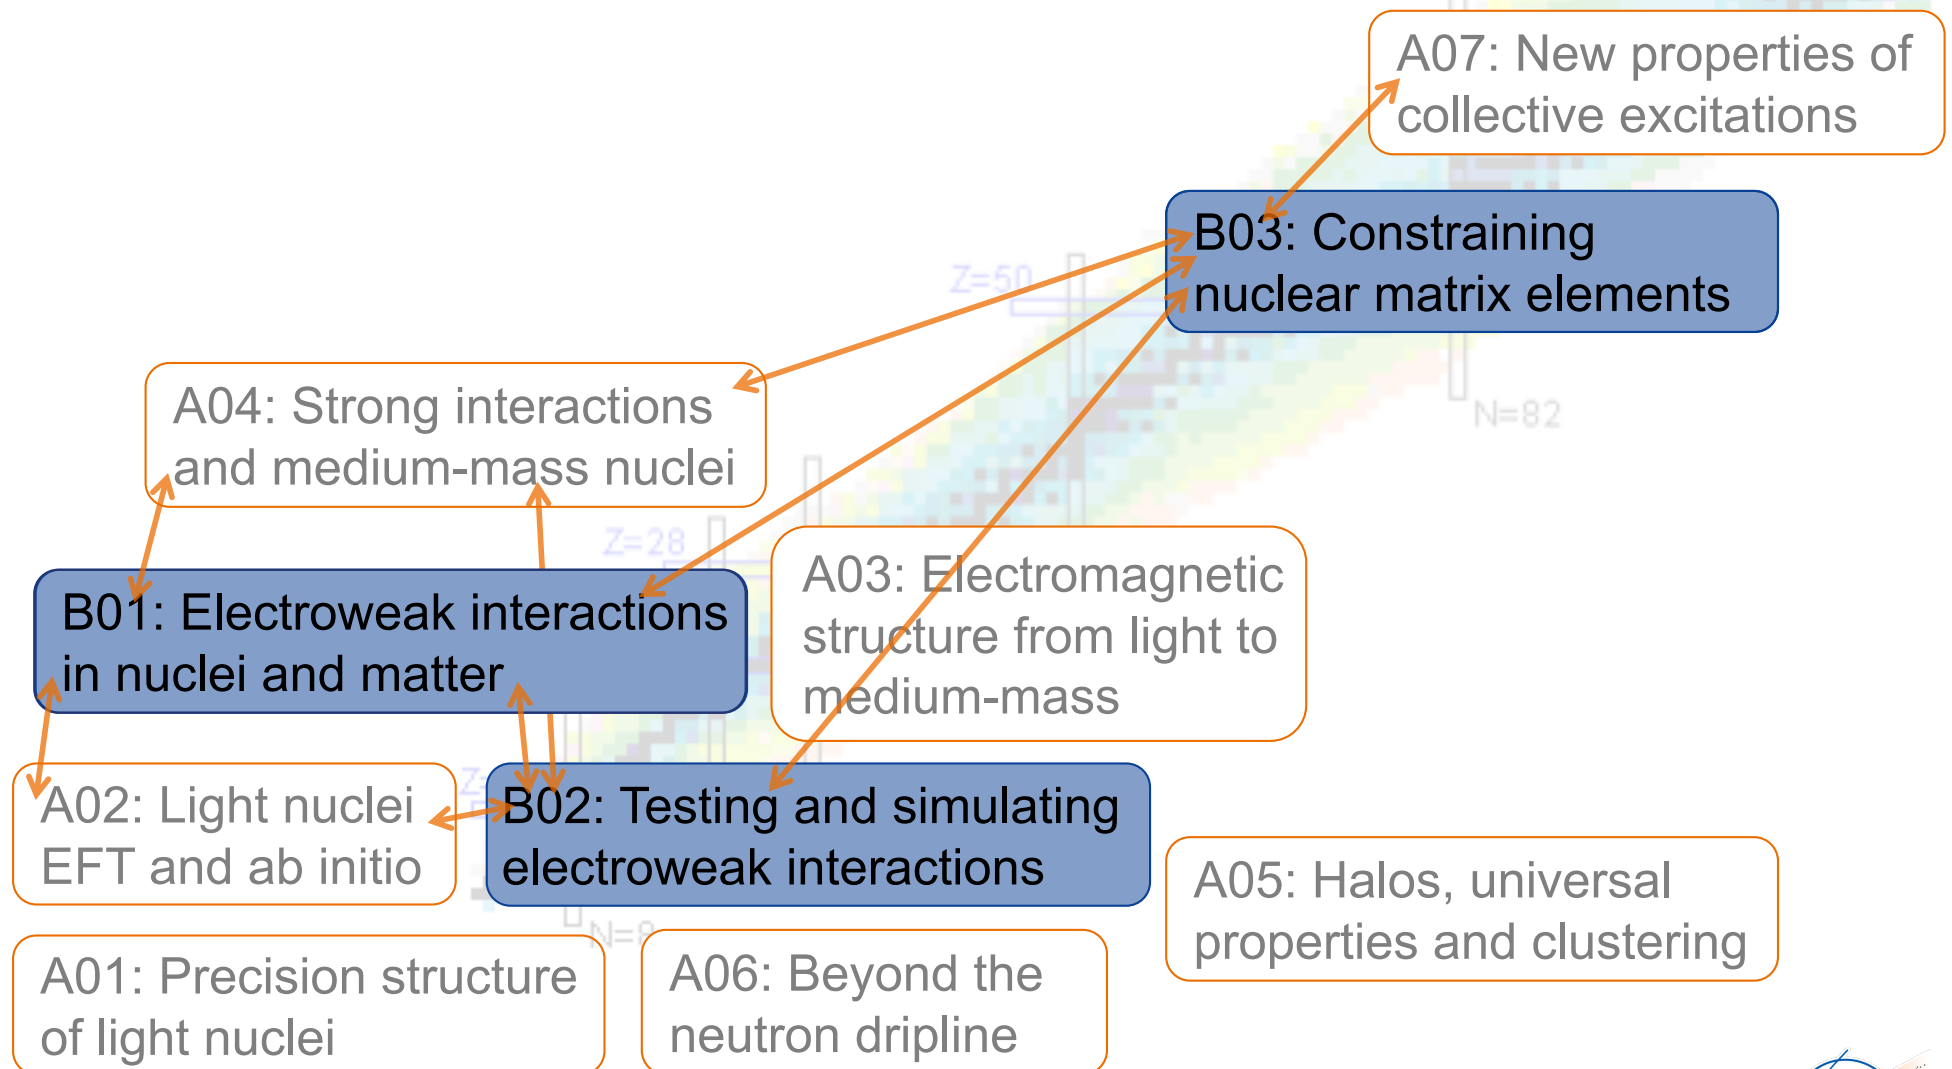 A07: New properties of
collective excitations
B03: Constraining
nuclear matrix elements
Z=50
N=82
A04: Strong interactions
and medium-mass nuclei
Z=28
A03: Electromagnetic
structure from light to
medium-mass
B01: Electroweak interactions
in nuclei and matter
A02: Light nuclei
EFT and ab initio
B02: Testing and simulating
electroweak interactions
A05: Halos, universal
properties and clustering
N=8
A01: Precision structure
of light nuclei
A06: Beyond the
neutron dripline